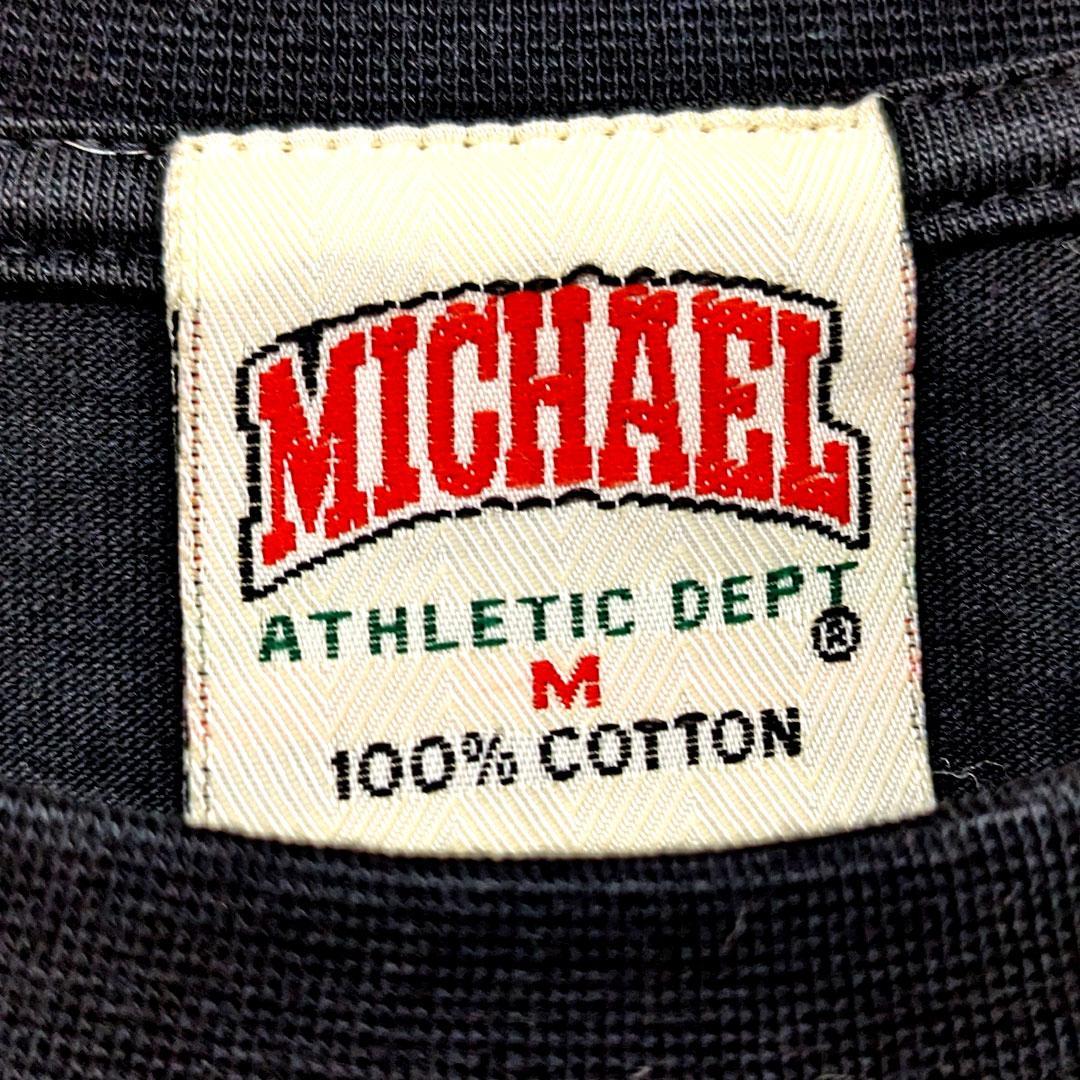 MICHAEL
ATHLETIC DEPT ®
M
100% COTTON